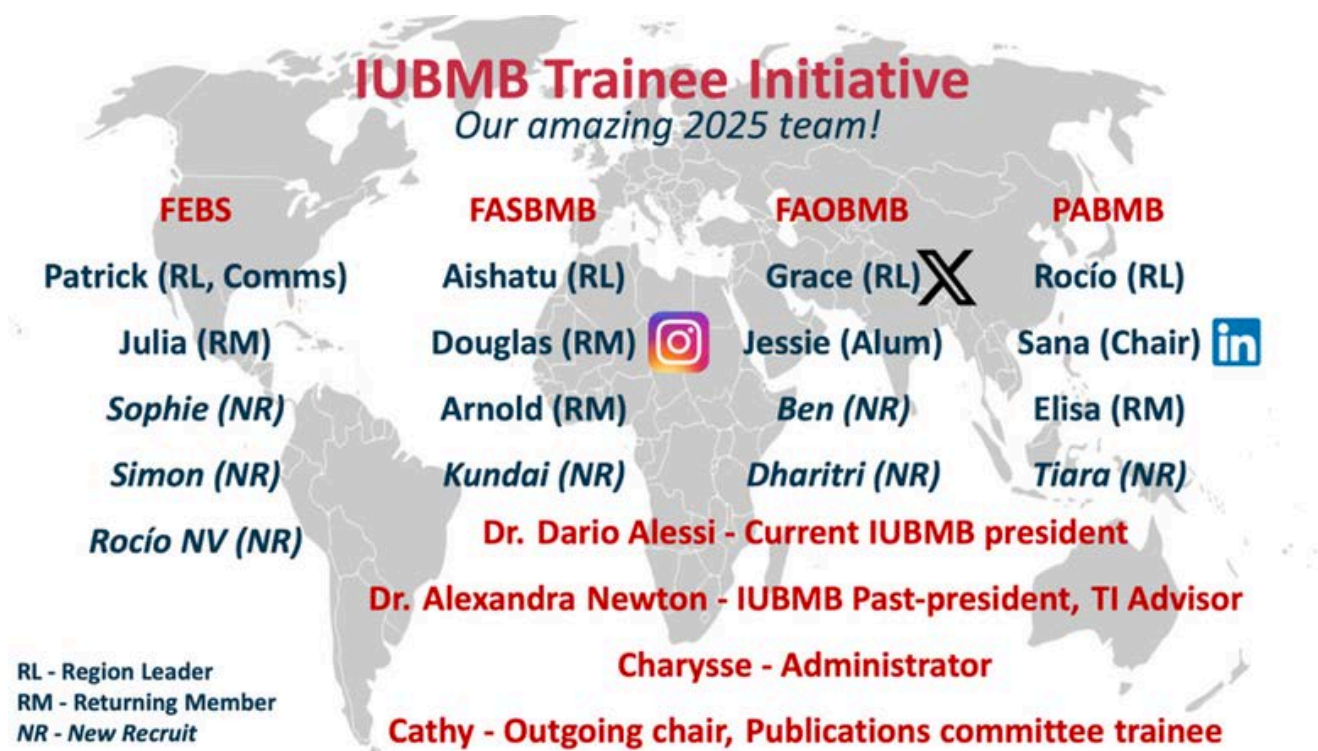 IUBMB Trainee Initiative
Our amazing 2025 team!
FEBS
Patrick (RL, Comms)
Julia (RM)
Sophie (NR)
Simon (NR)
Rocío NV (NR)
FASBMB
Aishatu (RL)
Douglas (RM)
Arnold (RM)
Kundai (NR)
FAOBMB
Grace (RL)
Jessie (Alum)
Ben (NR)
Dharitri (NR)
PABMB
Rocío (RL)
Sana (Chair)
in
Elisa (RM)
Tiara (NR)
Dr. Dario Alessi - Current IUBMB president
Dr. Alexandra Newton - IUBMB Past-president, TI Advisor
Charysse - Administrator
Cathy - Outgoing chair, Publications committee trainee
RL - Region Leader
RM - Returning Member
NR - New Recruit